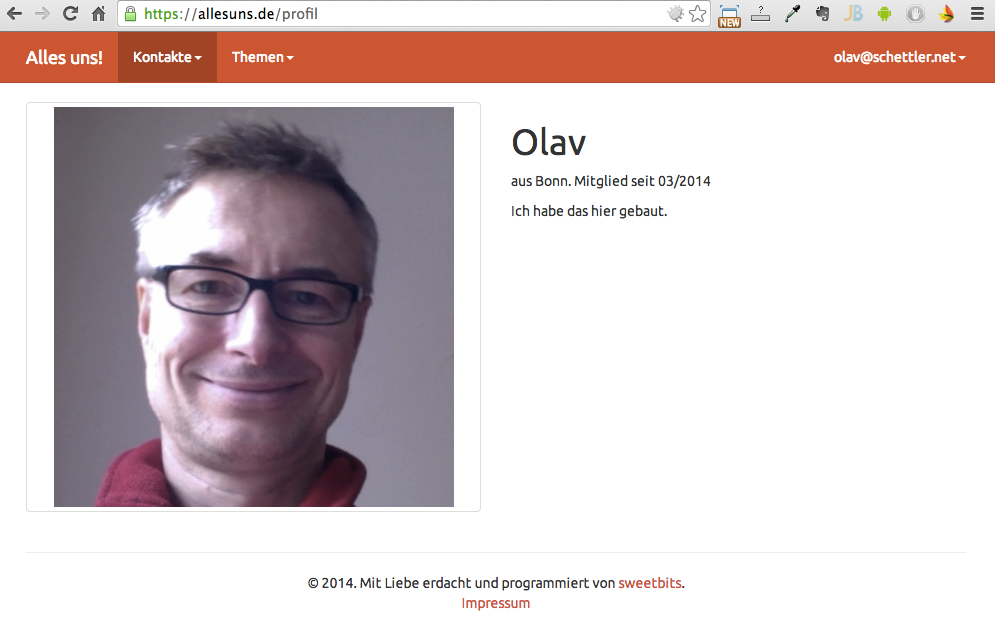 https://allesuns.de/profil
NEW
?
JB
Alles uns! Kontakte Themen olav@schettler.net
Olav
aus Bonn. Mitglied seit 03/2014
Ich habe das hier gebaut.
© 2014. Mit Liebe erdacht und programmiert von sweetbits.
Impressum